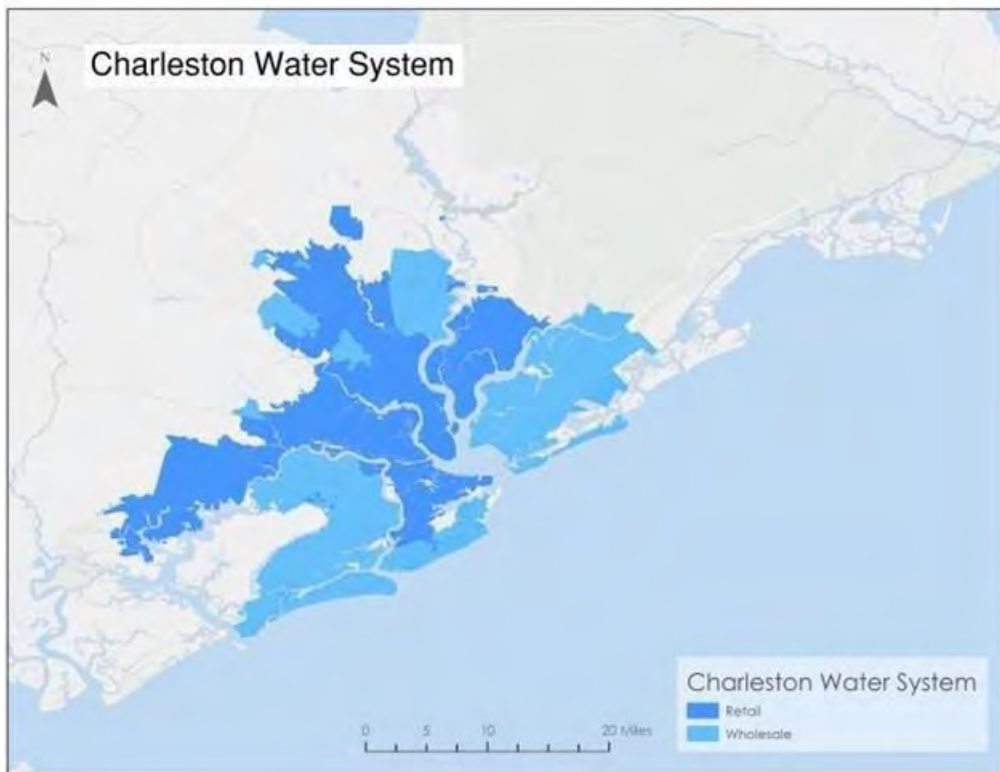 N
Charleston Water System
Charleston Water System
Retail
Wholesale
0 5 10 20 Miles